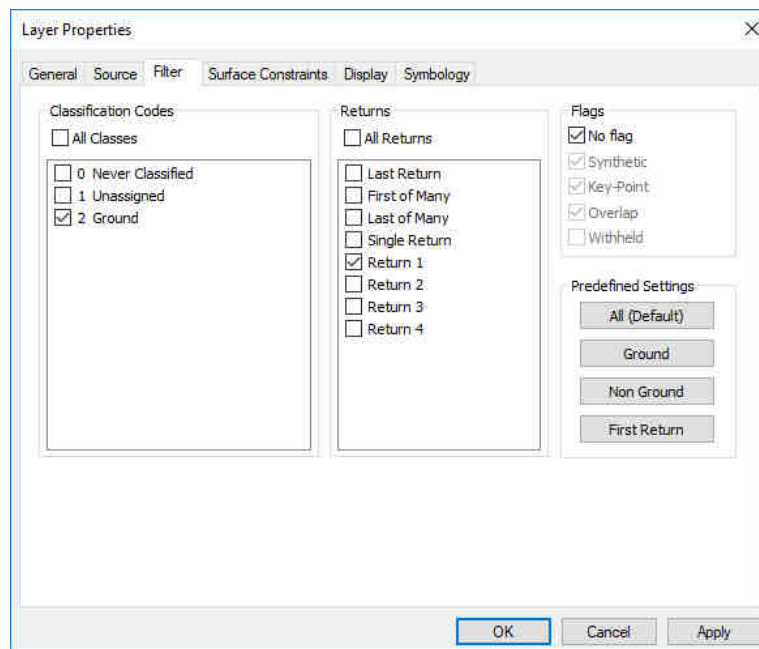 Layer Properties
General Source Filter Surface Constraints Display Symbology
Classification Codes
All Classes
0 Never Classified
1 Unassigned
2 Ground
Returns
All Returns
Last Return
First of Many
Last of Many
Single Return
Return 1
Return 2
Return 3
Return 4
Flags
No flag
Synthetic
Key-Point
Overlap
Withheld
Predefined Settings
All (Default)
Ground
Non Ground
First Return
OK Cancel Apply